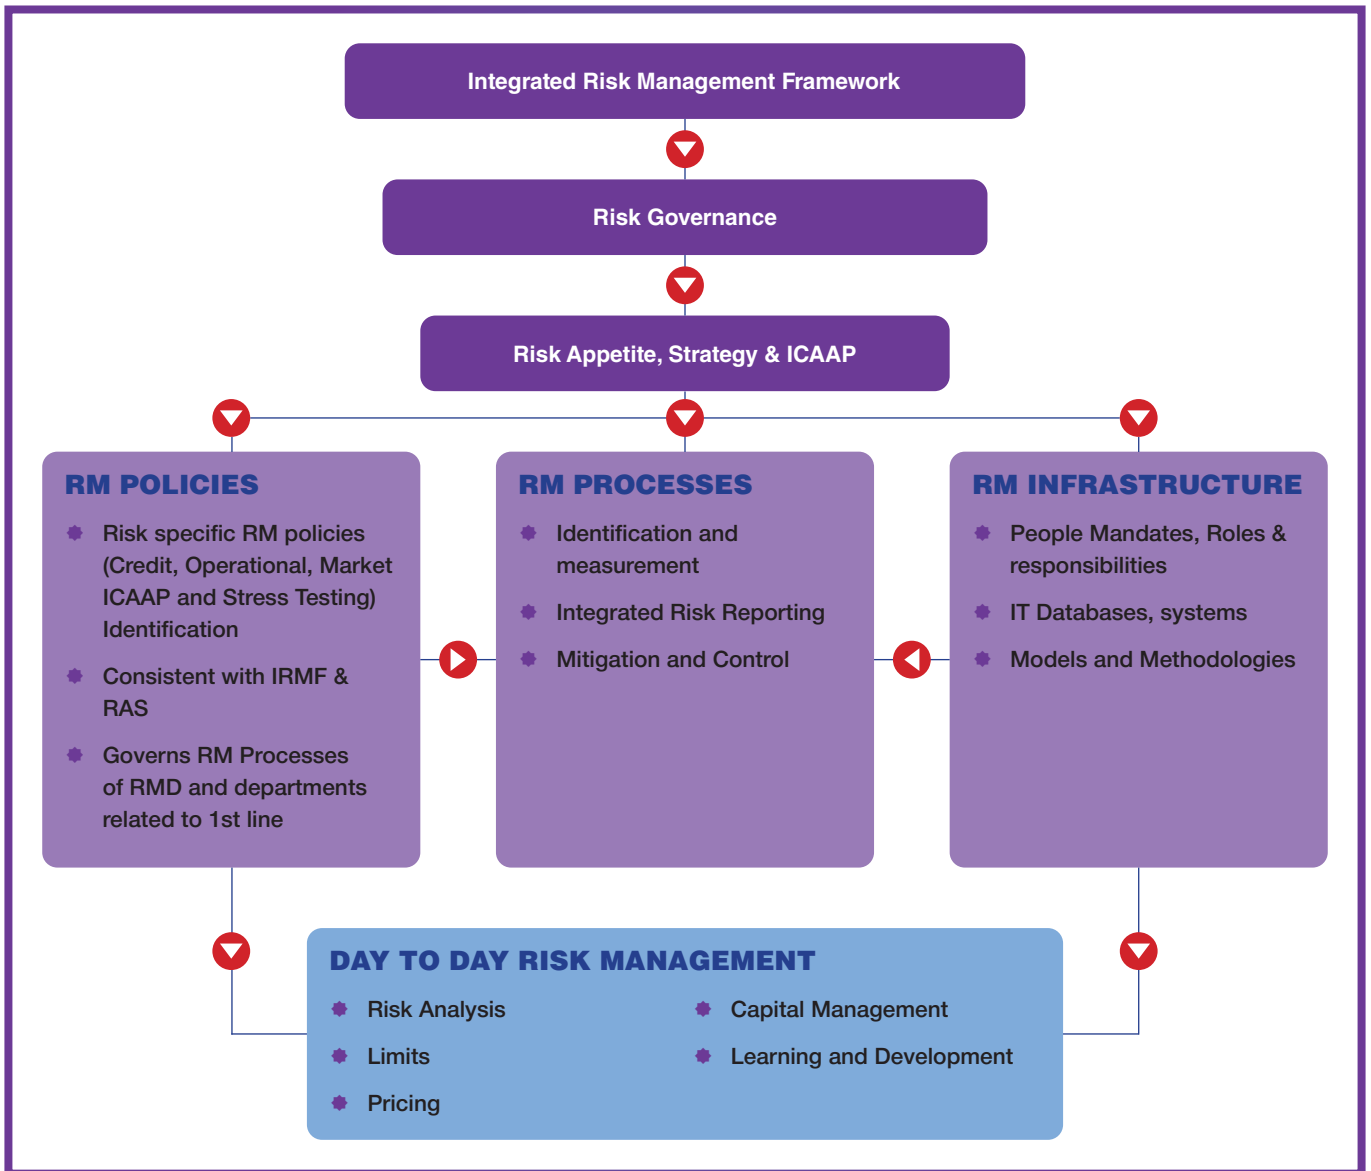 Integrated Risk Management Framework
Risk Governance
Risk Appetite, Strategy & ICAAP
RM POLICIES
Risk specific RM policies
(Credit, Operational, Market
ICAAP and Stress Testing)
Identification
Consistent with IRMF &
RAS
Governs RM Processes
of RMD and departments
related to 1st line
RM PROCESSES
Identification and
measurement
Integrated Risk Reporting
Mitigation and Control
RM INFRASTRUCTURE
People Mandates, Roles &
responsibilities
IT Databases, systems
Models and Methodologies
DAY TO DAY RISK MANAGEMENT
Risk Analysis
Limits
Pricing
Capital Management
Learning and Development